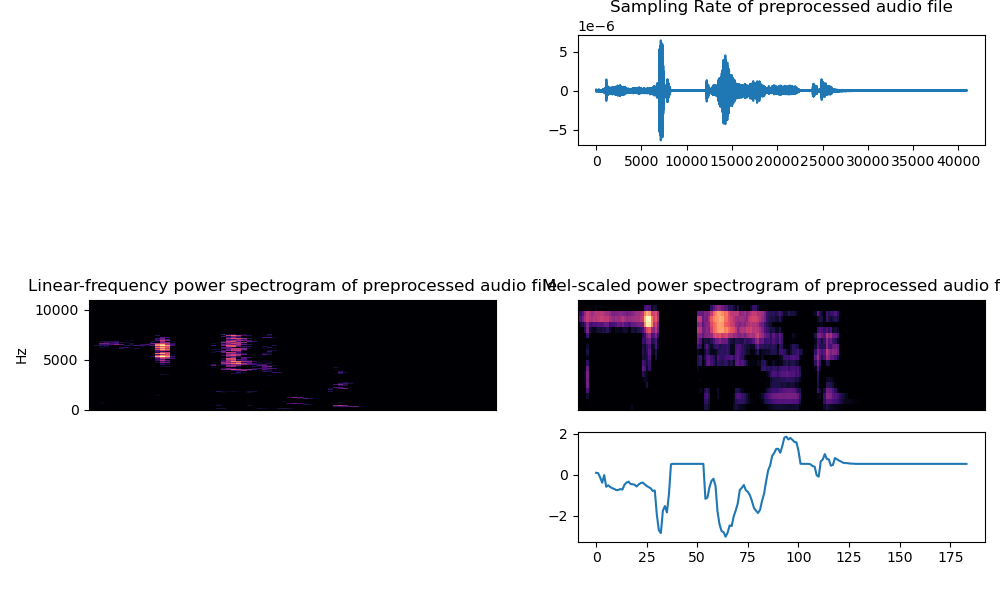 Sampling Rate of preprocessed audio file
1e−6
5
0
−5
0 5000 10000 15000 20000 25000 30000 35000 40000
Linear-frequency power spectrogram of preprocessed audio file
Mel-scaled power spectrogram of preprocessed audio f
10000
5000
0
Hz
2
0
−2
0 25 50 75 100 125 150 175